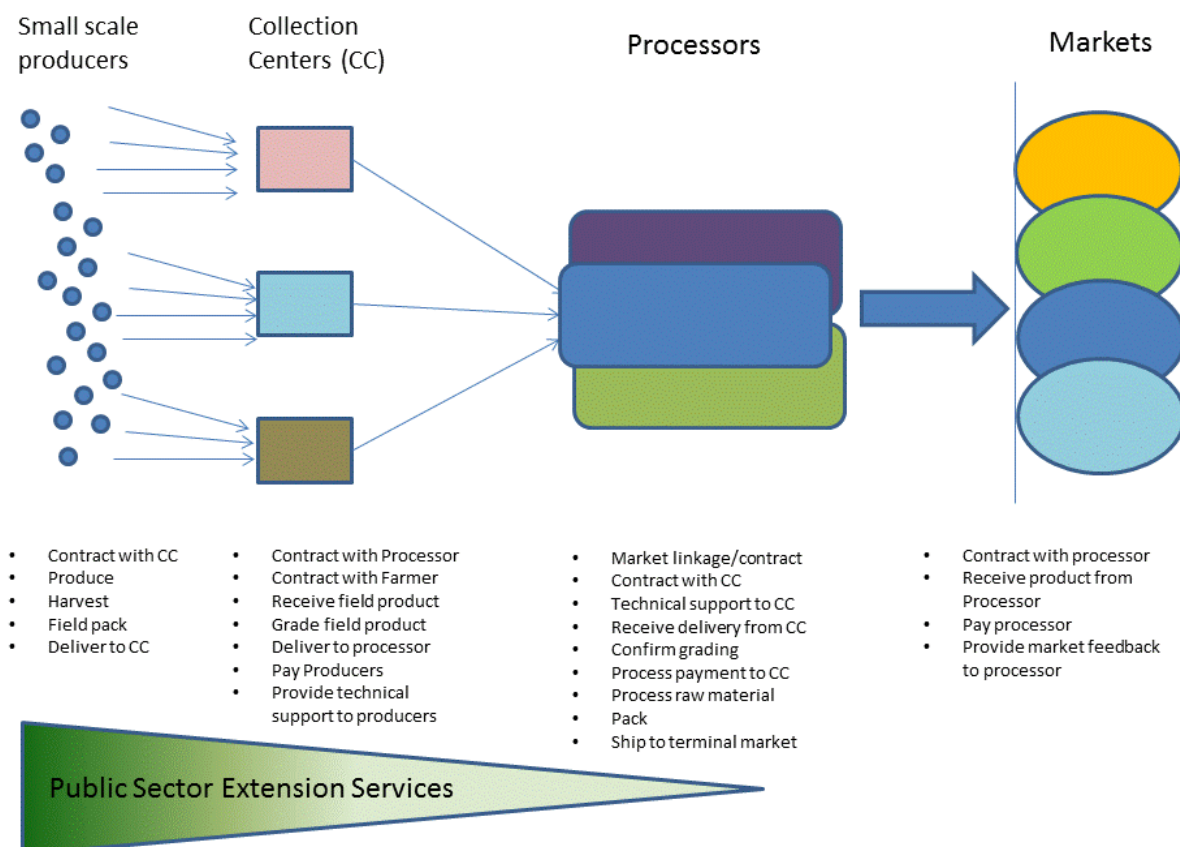 Small scale
producers
Collection
Centers (CC)
Processors
Markets
• Contract with CC
• Produce
• Harvest
• Field pack
• Deliver to CC
• Contract with Processor
• Contract with Farmer
• Receive field product
• Grade field product
• Deliver to processor
• Pay Producers
• Provide technical
support to producers
• Market linkage/contract
• Contract with CC
• Technical support to CC
• Receive delivery from CC
• Confirm grading
• Process payment to CC
• Process raw material
• Pack
• Ship to terminal market
• Contract with processor
• Receive product from
Processor
• Pay processor
• Provide market feedback
to processor
Public Sector Extension Services